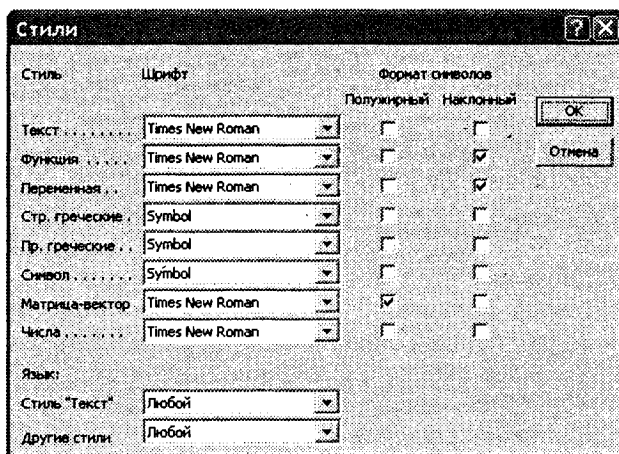 Стили
Стиль Шрифт Формат символов
Полужирный Наклонный
ОК
Текст . . . . . . . . Times New Roman
Функция . . . . . Times New Roman
Отмена
Переменная . . Times New Roman
Стр. греческие . Symbol
Пр. греческие . . Symbol
Символ . . . . . . . Symbol
Матрица-вектор Times New Roman
Числа . . . . . . . Times New Roman
Язык:
Стиль "Текст" Любой
Другие стили Любой